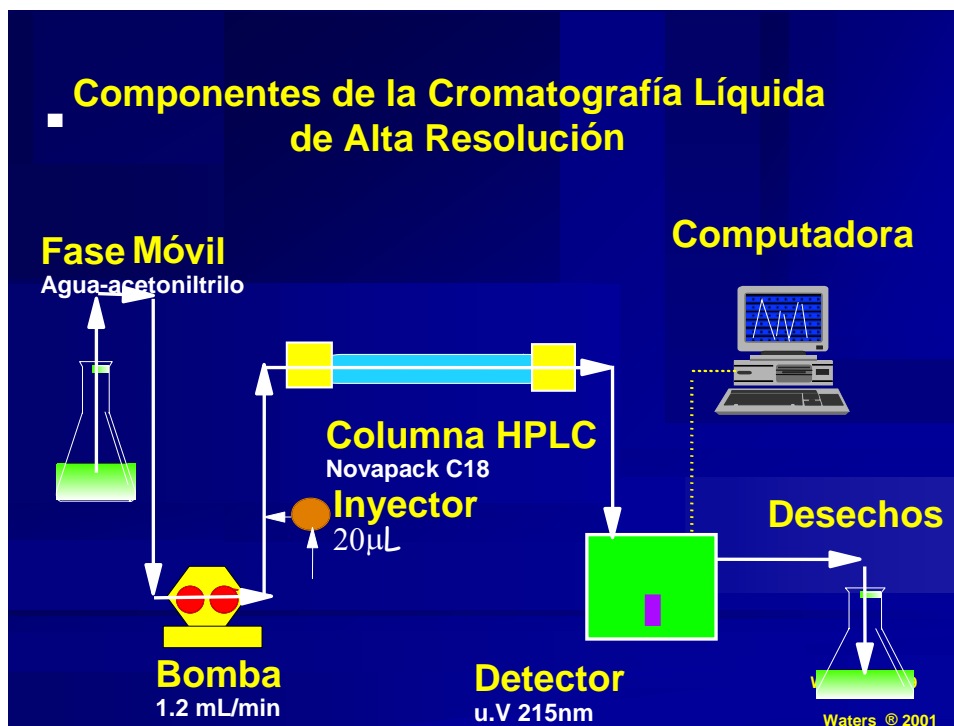 Componentes de la Cromatografía Líquida
de Alta Resolución
Fase Móvil
Agua-acetoniltrilo
Computadora
Columna HPLC
Novapack C18
Inyector
20µL
Desechos
Bomba
1.2 mL/min
Detector
u.V 215nm
Waters ® 2001